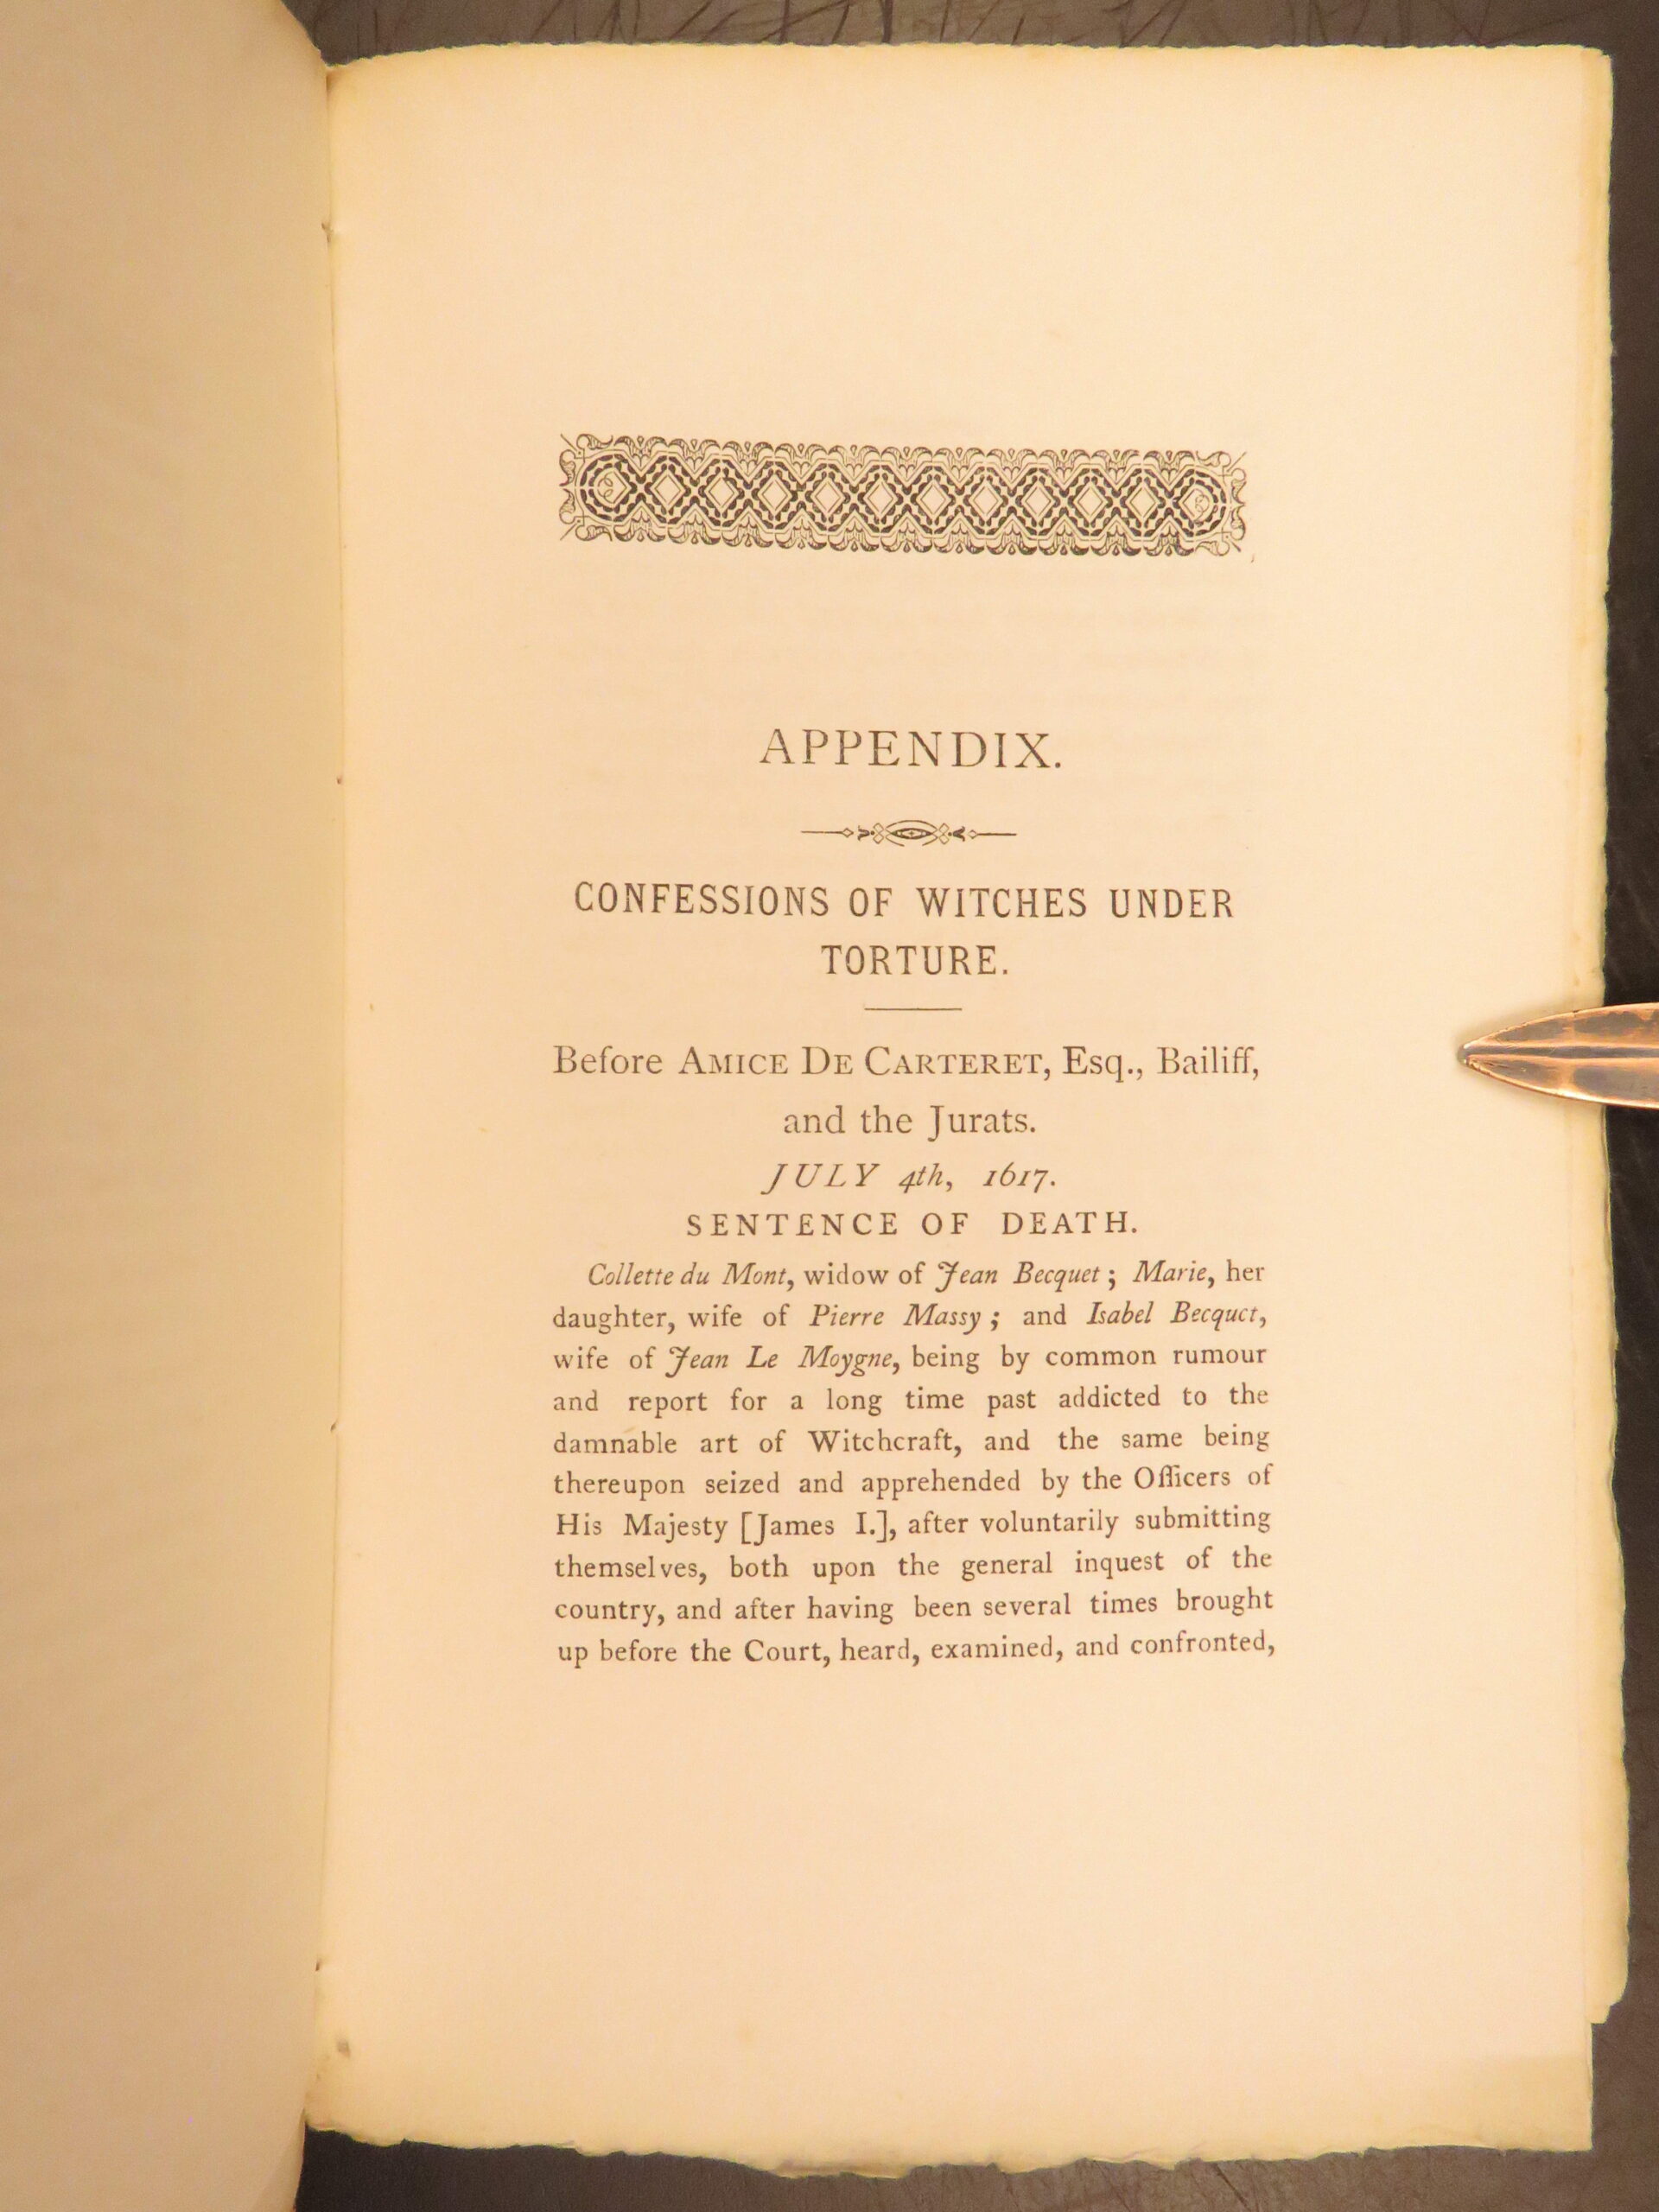 APPENDIX.
CONFESSIONS OF WITCHES UNDER
TORTURE.
Before AMICE DE CARTERET, Esq., Bailiff,
and the Jurats.
JULY 4th, 1617.
SENTENCE OF DEATH.
Collette du Mont, widow of Jean Becquet; Marie, her
daughter, wife of Pierre Massy; and Isabel Becquet,
wife of Jean Le Moygne, being by common rumour
and report for a long time past addicted to the
damnable art of Witchcraft, and the same being
thereupon seized and apprehended by the Officers of
His Majesty [James I.], after voluntarily submitting
themselves, both upon the general inquest of the
country, and after having been several times brought
up before the Court, heard, examined, and confronted,